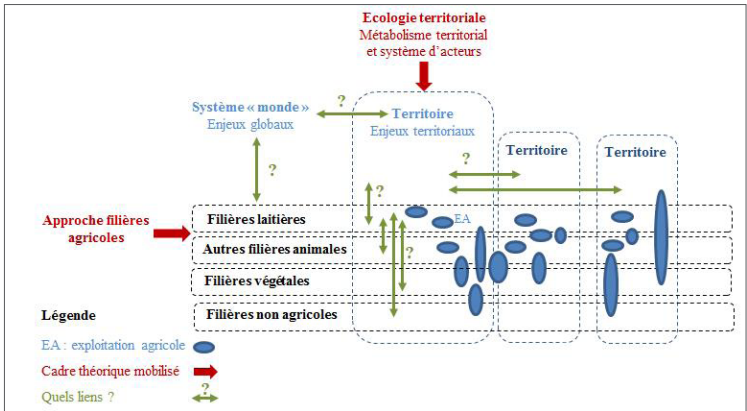 Ecologie territoriale
Métabolisme territorial
et système d'acteurs
Système « monde »
Enjeux globaux
?
Territoire
Enjeux territoriaux
Territoire
Territoire
?
?
?
Approche filières
agricoles
Filières laitières
EA
Autres filières animales
?
Filières végétales
Filières non agricoles
Légende
EA : exploitation agricole
Cadre théorique mobilisé
Quels liens ?
?